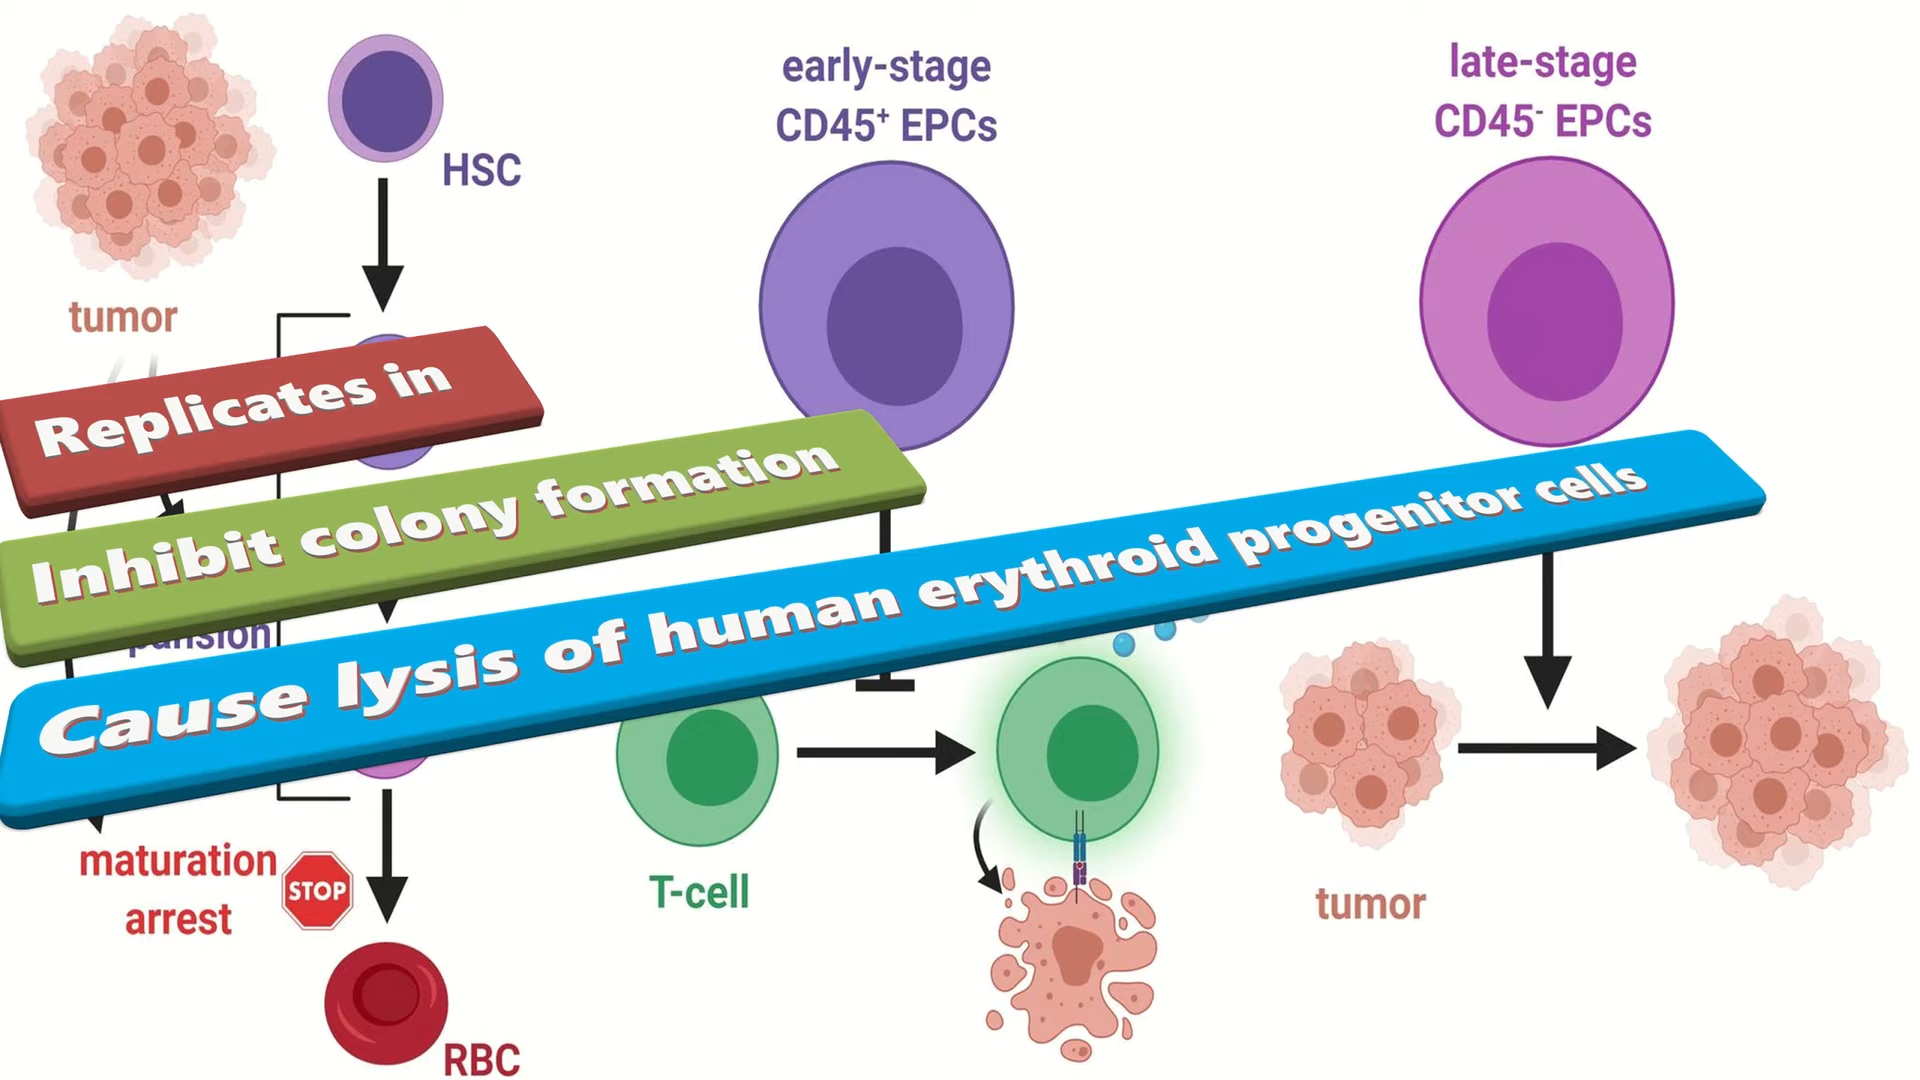 tumor
HSC
early-stage
CD45⁺ EPCs
late-stage
CD45⁻ EPCs
Replicates in
Inhibit colony formation
Cause lysis of human erythroid progenitor cells
maturation
arrest
STOP
RBC
T-cell
tumor